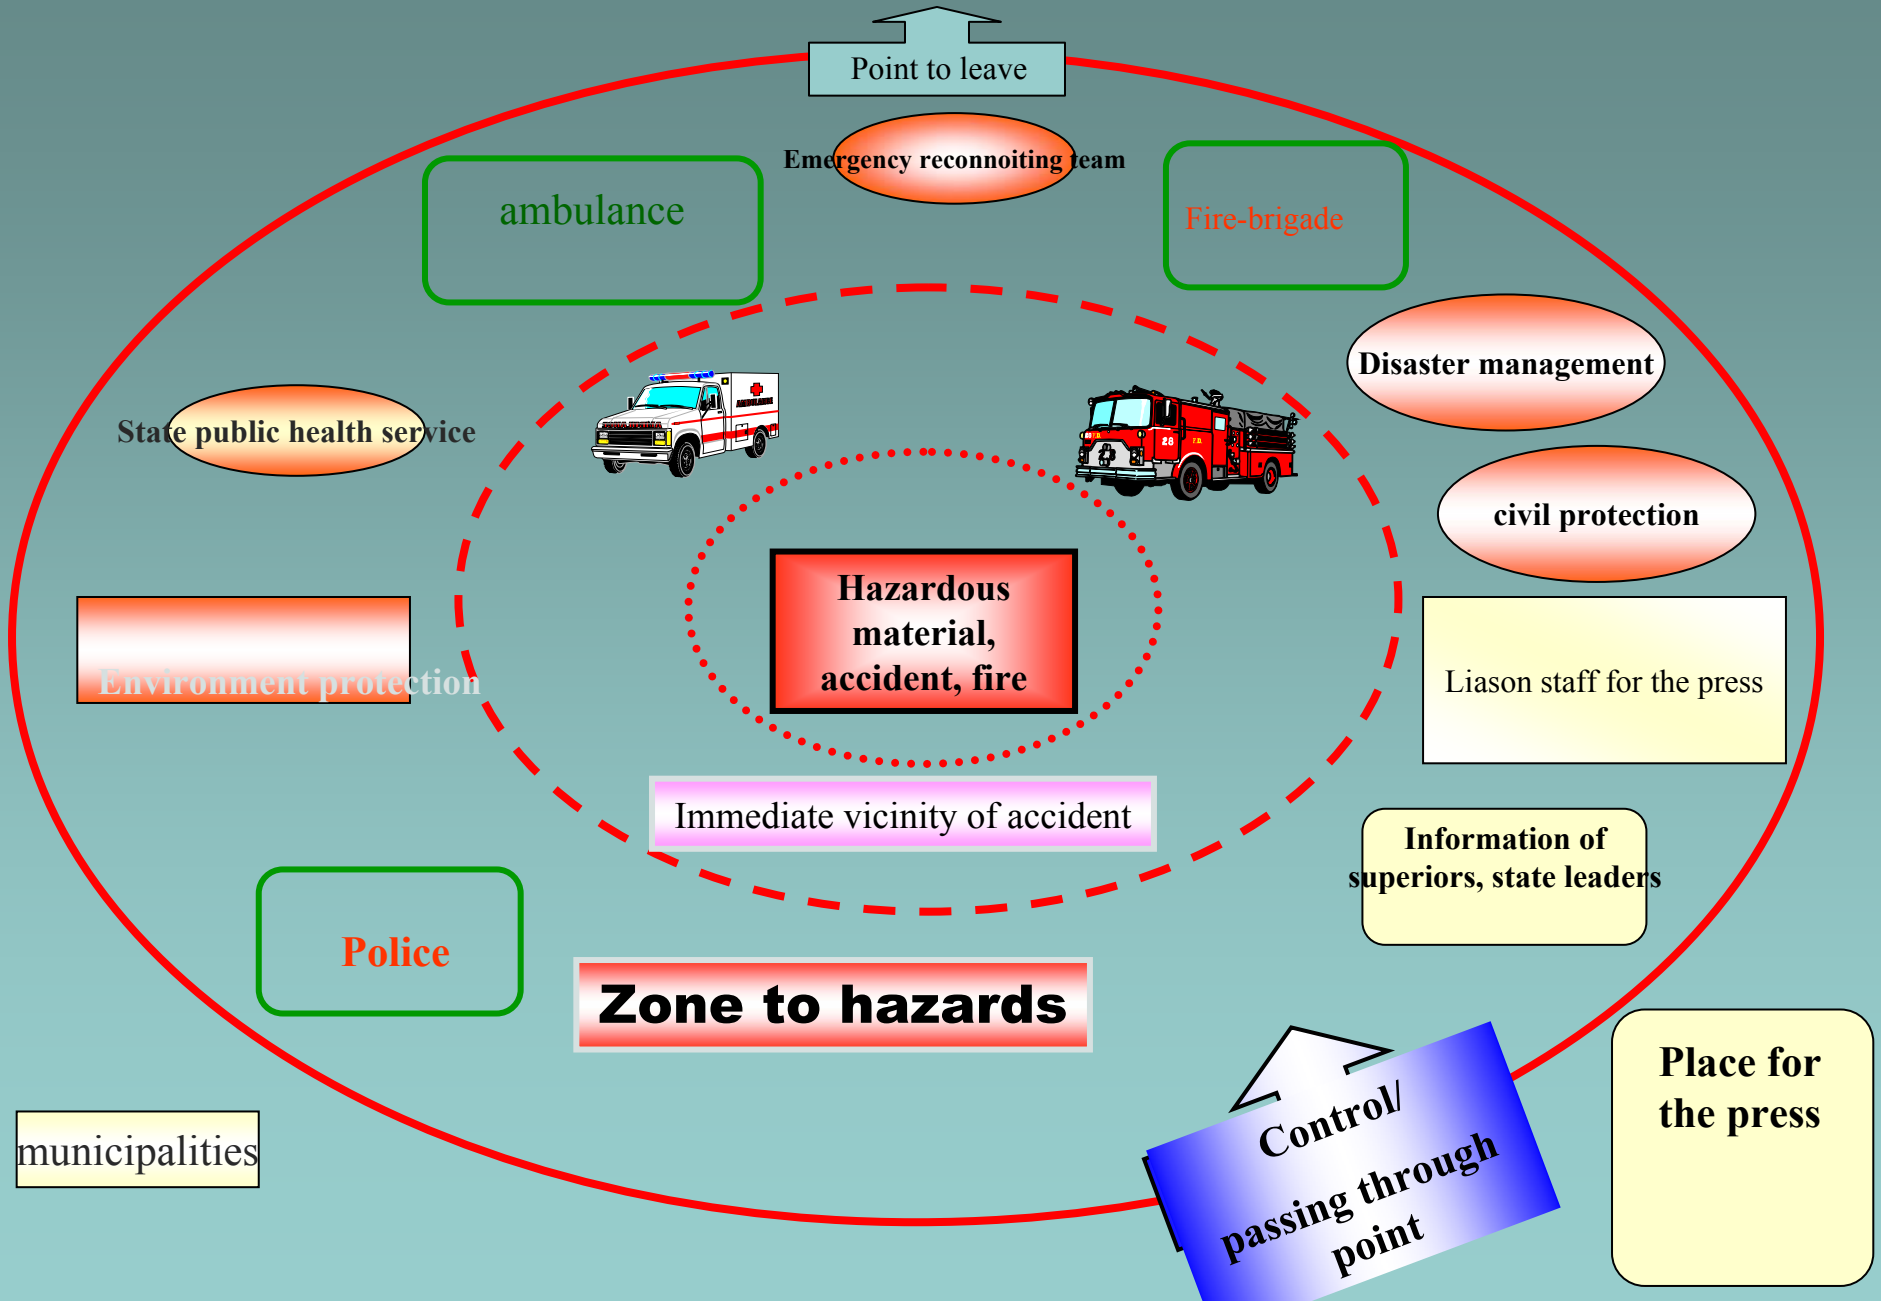 Point to leave
Emergency reconnoiting team
ambulance
Fire-brigade
Disaster management
State public health service
AMBULANCE
28
F.D.
civil protection
Hazardous
material,
accident, fire
Environment protection
Liason staff for the press
Immediate vicinity of accident
Information of
superiors, state leaders
Police
Zone to hazards
Place for
the press
Control/
passing through
point
municipalities